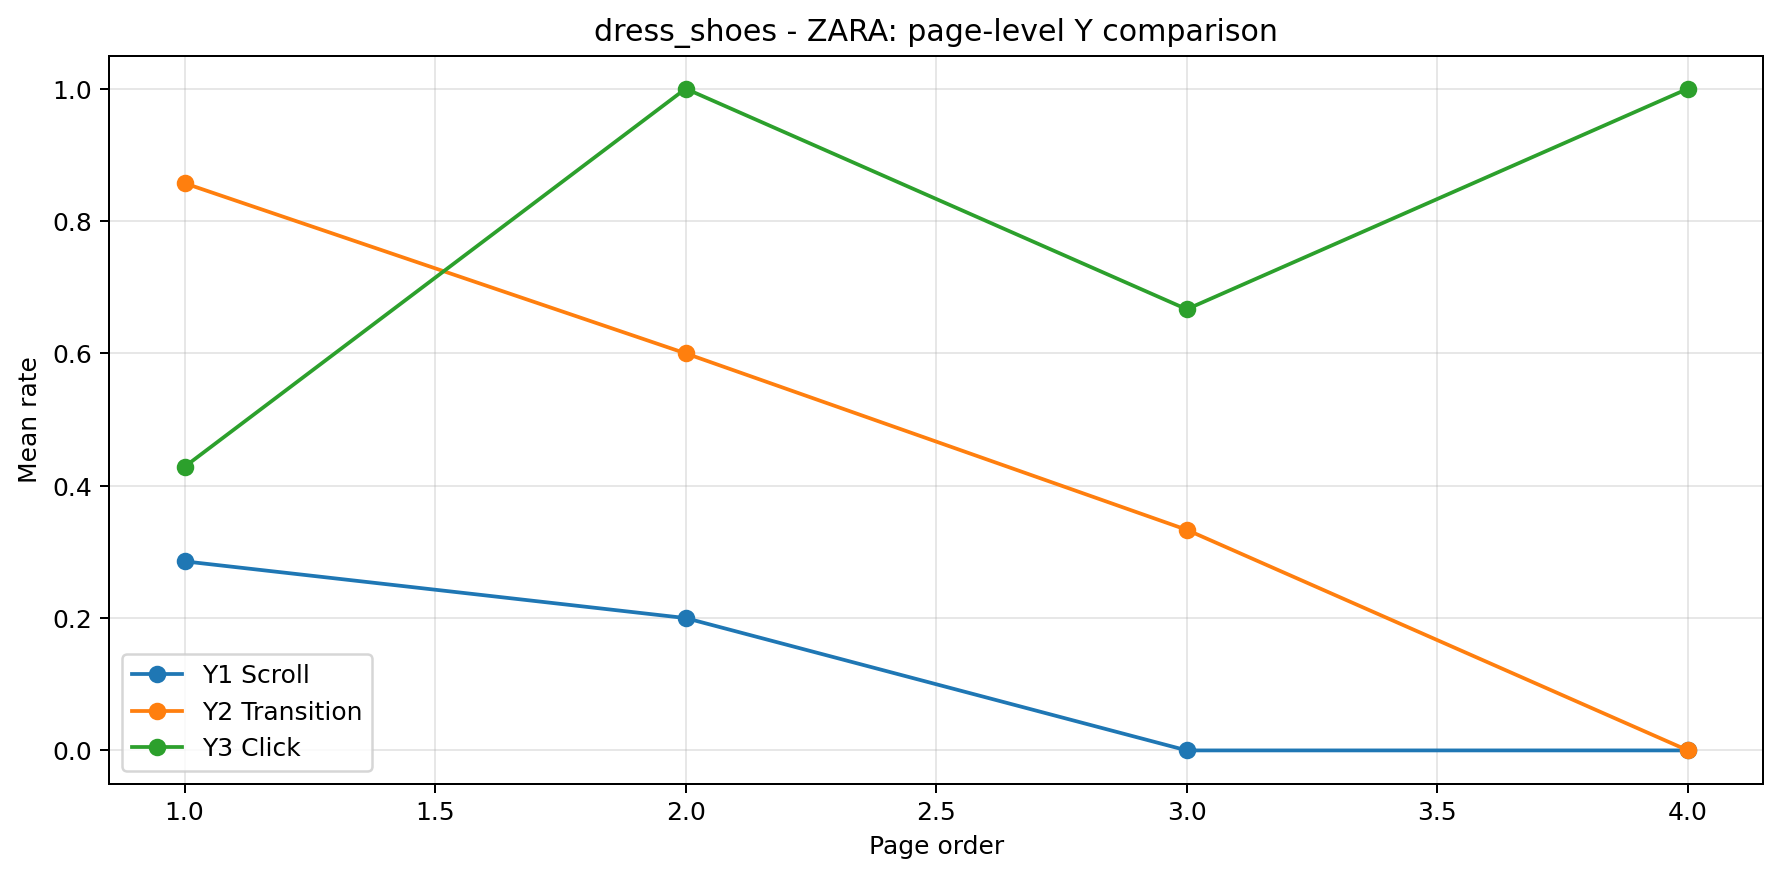 dress_shoes - ZARA: page-level Y comparison
Mean rate
1.0
0.8
0.6
0.4
0.2
0.0
Y1 Scroll
Y2 Transition
Y3 Click
1.0 1.5 2.0 2.5 3.0 3.5 4.0
Page order